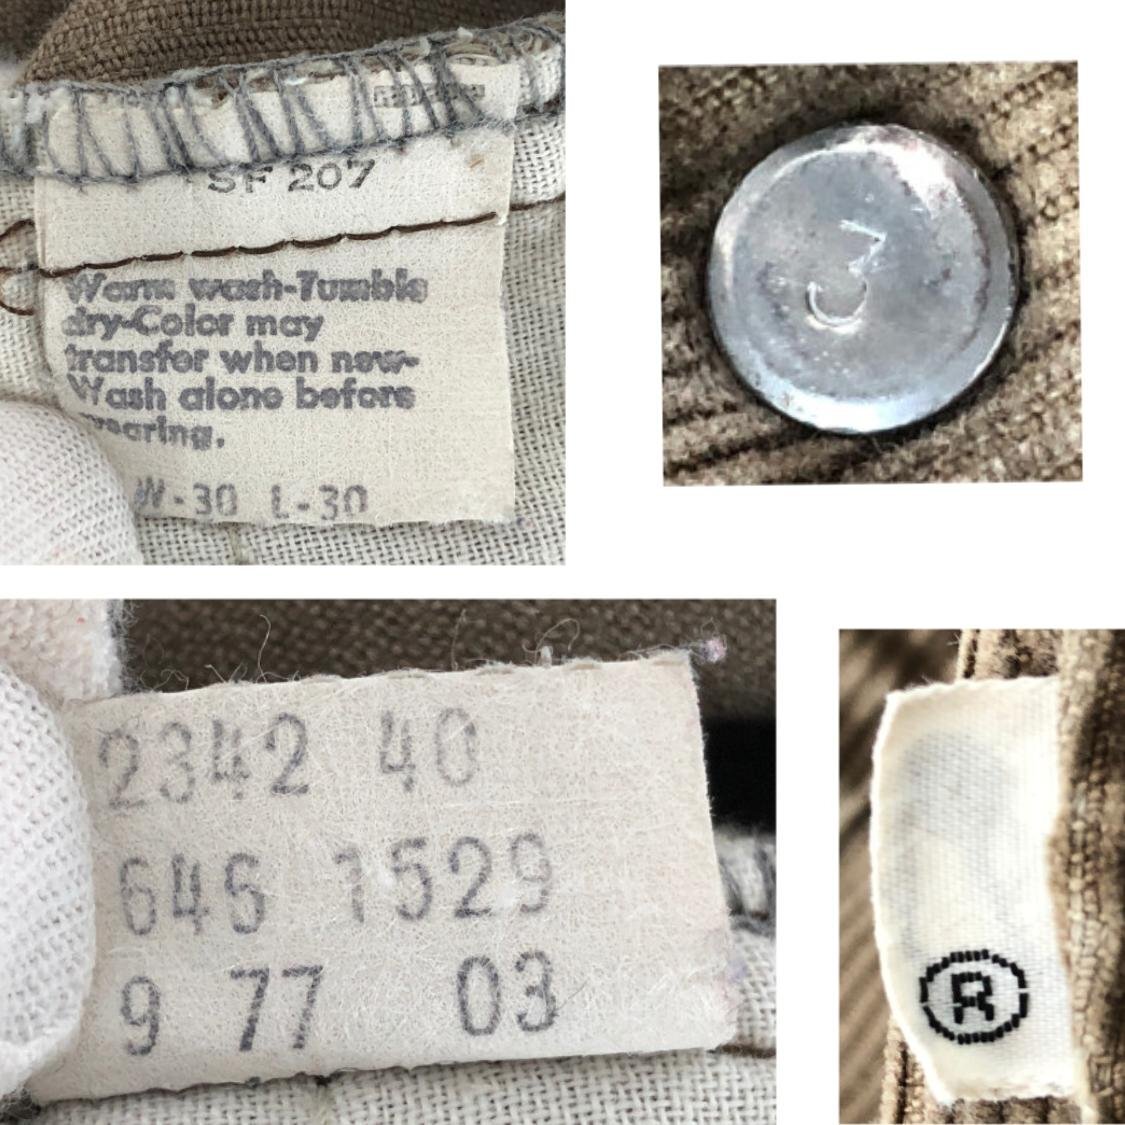 SF 207
Warm wash-Tumble
dry-Color may
transfer when new-
Wash alone before
wearing.
W-30 L-30
3
2342 40
646 1529
9 77 03
®